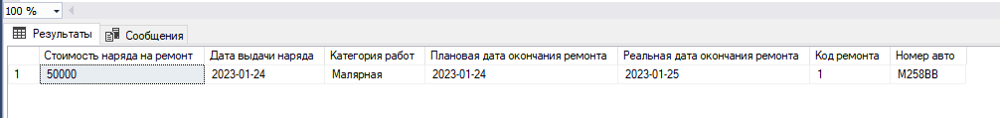 100 %
Результаты Сообщения
Стоимость наряда на ремонт Дата выдачи наряда Категория работ Плановая дата окончания ремонта Реальная дата окончания ремонта Код ремонта Номер авто
1 50000 2023-01-24 Малярная 2023-01-24 2023-01-25 1 М258ВВ